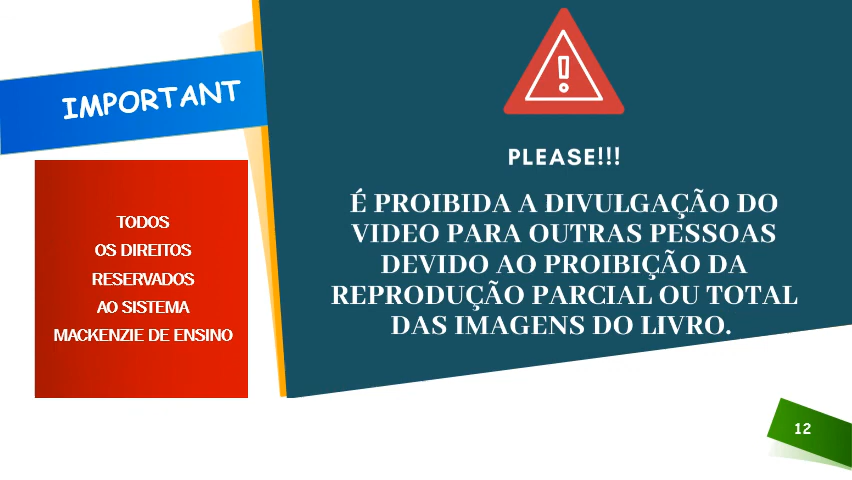 IMPORTANT
TODOS
OS DIREITOS
RESERVADOS
AO SISTEMA
MACKENZIE DE ENSINO
PLEASE!!!
É PROIBIDA A DIVULGAÇÃO DO
VIDEO PARA OUTRAS PESSOAS
DEVIDO AO PROIBIÇÃO DA
REPRODUÇÃO PARCIAL OU TOTAL
DAS IMAGENS DO LIVRO.
12